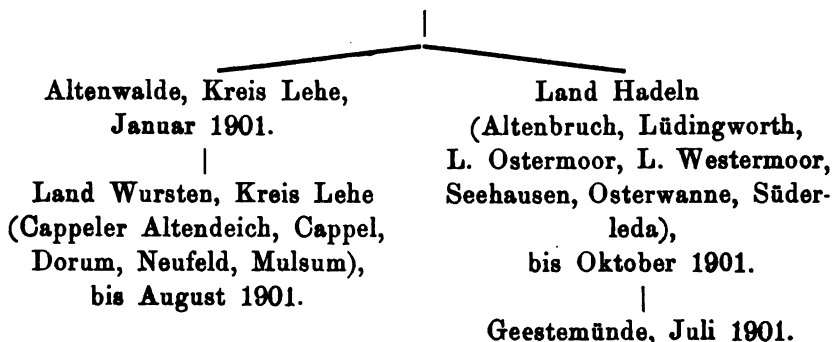 Altenwalde, Kreis Lehe,
Januar 1901.
Land Wursten, Kreis Lehe
(Cappeler Altendeich, Cappel,
Dorum, Neufeld, Mulsum),
bis August 1901.
Land Hadeln
(Altenbruch, Lüdingworth,
L. Ostermoor, L. Westermoor,
Seehausen, Osterwanne, Süder-
leda),
bis Oktober 1901.
Geestemünde, Juli 1901.